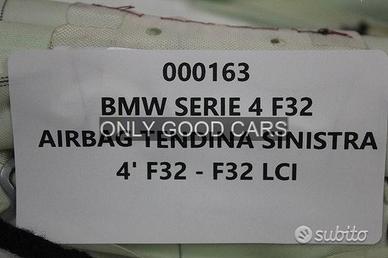 000163
BMW SERIE 4 F32
ONLY GOOD CARS
AIRBAG TENDINA SINISTRA
4' F32 - F32 LCI
subito